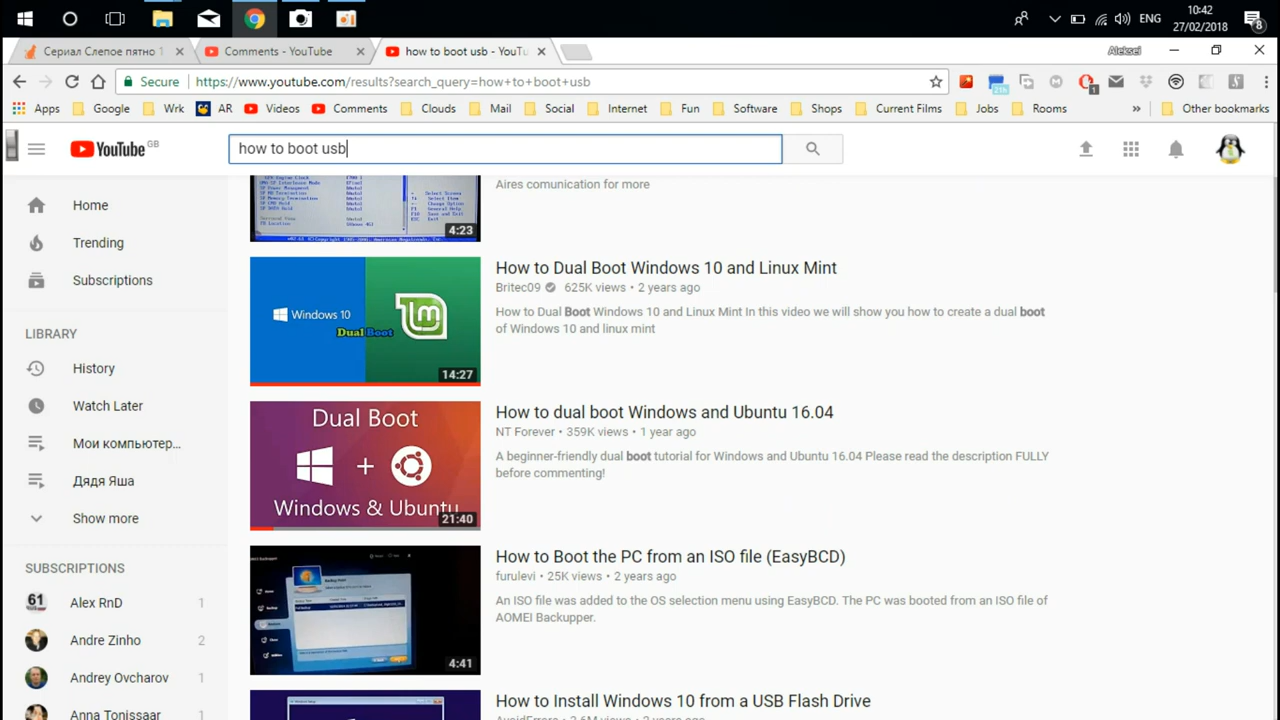 10:42
ENG
27/02/2018
8
Сериал Слепое пятно 1
Comments - YouTube
how to boot usb - YouTu
Aleksei
Secure
https://www.youtube.com/results?search_query=how+to+boot+usb
21h
1
Apps
Google
Wrk
AR
Videos
Comments
Clouds
Mail
Social
Internet
Fun
Software
Shops
Current Films
Jobs
Rooms
»
Other bookmarks
YouTube GB
how to boot usb
Home
Trending
Subscriptions
LIBRARY
History
Watch Later
Мои компьютер...
Дядя Яша
Show more
SUBSCRIPTIONS
61
Alex RnD 1
Andre Zinho 2
Andrey Ovcharov 1
Anna Tonissaar 1
Aires comunication for more
4:23
How to Dual Boot Windows 10 and Linux Mint
Britec09 625K views • 2 years ago
How to Dual Boot Windows 10 and Linux Mint In this video we will show you how to create a dual boot
of Windows 10 and linux mint
Windows 10
Dual Boot
14:27
How to dual boot Windows and Ubuntu 16.04
NT Forever • 359K views • 1 year ago
A beginner-friendly dual boot tutorial for Windows and Ubuntu 16.04 Please read the description FULLY
before commenting!
Dual Boot
+
Windows & Ubuntu
21:40
How to Boot the PC from an ISO file (EasyBCD)
furulevi • 25K views • 2 years ago
An ISO file was added to the OS selection menu using EasyBCD. The PC was booted from an ISO file of
AOMEI Backupper.
4:41
How to Install Windows 10 from a USB Flash Drive